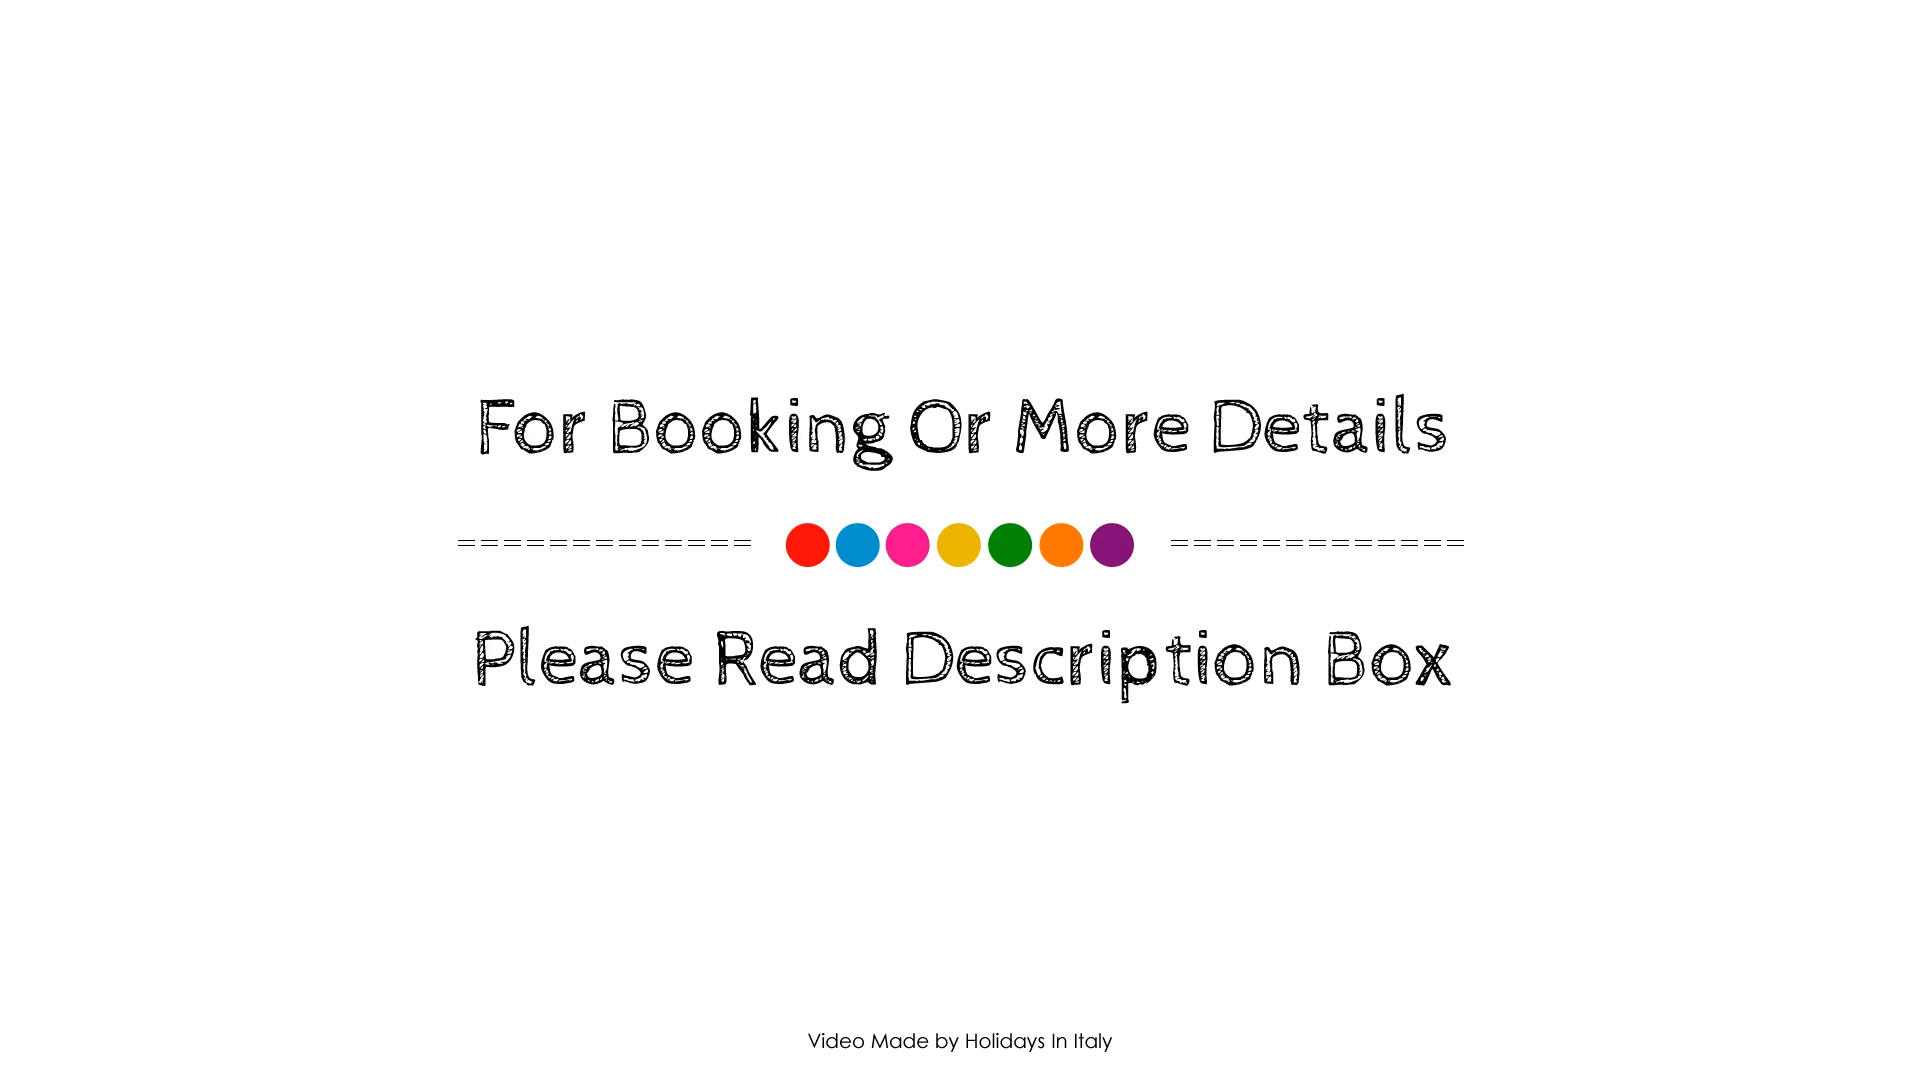 For Booking Or More Details
============= =============
Please Read Description Box
Video Made by Holidays In Italy